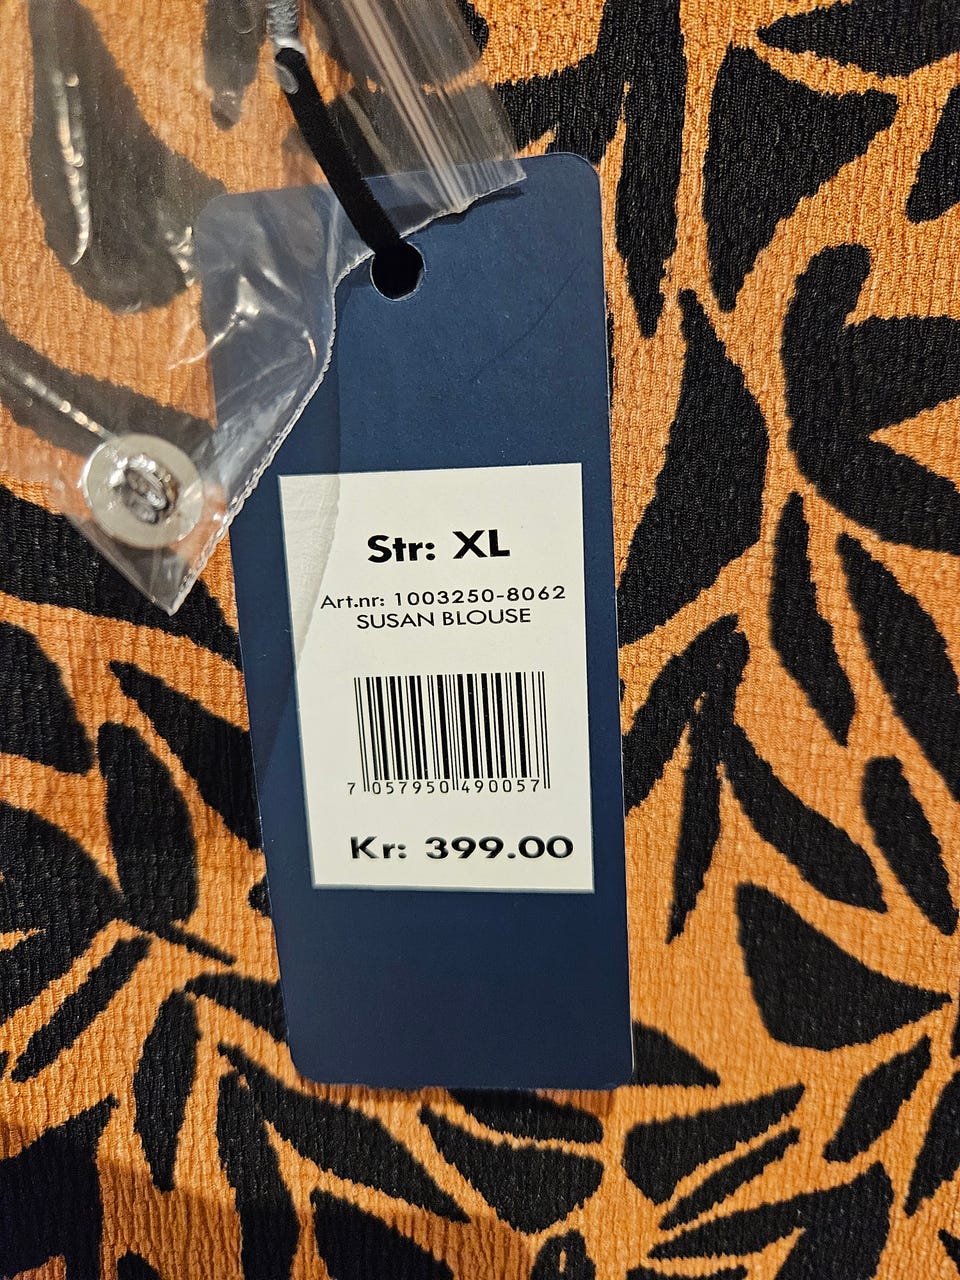 Str: XL
Art.nr: 1003250-8062
SUSAN BLOUSE
7 057950 490057
Kr: 399.00